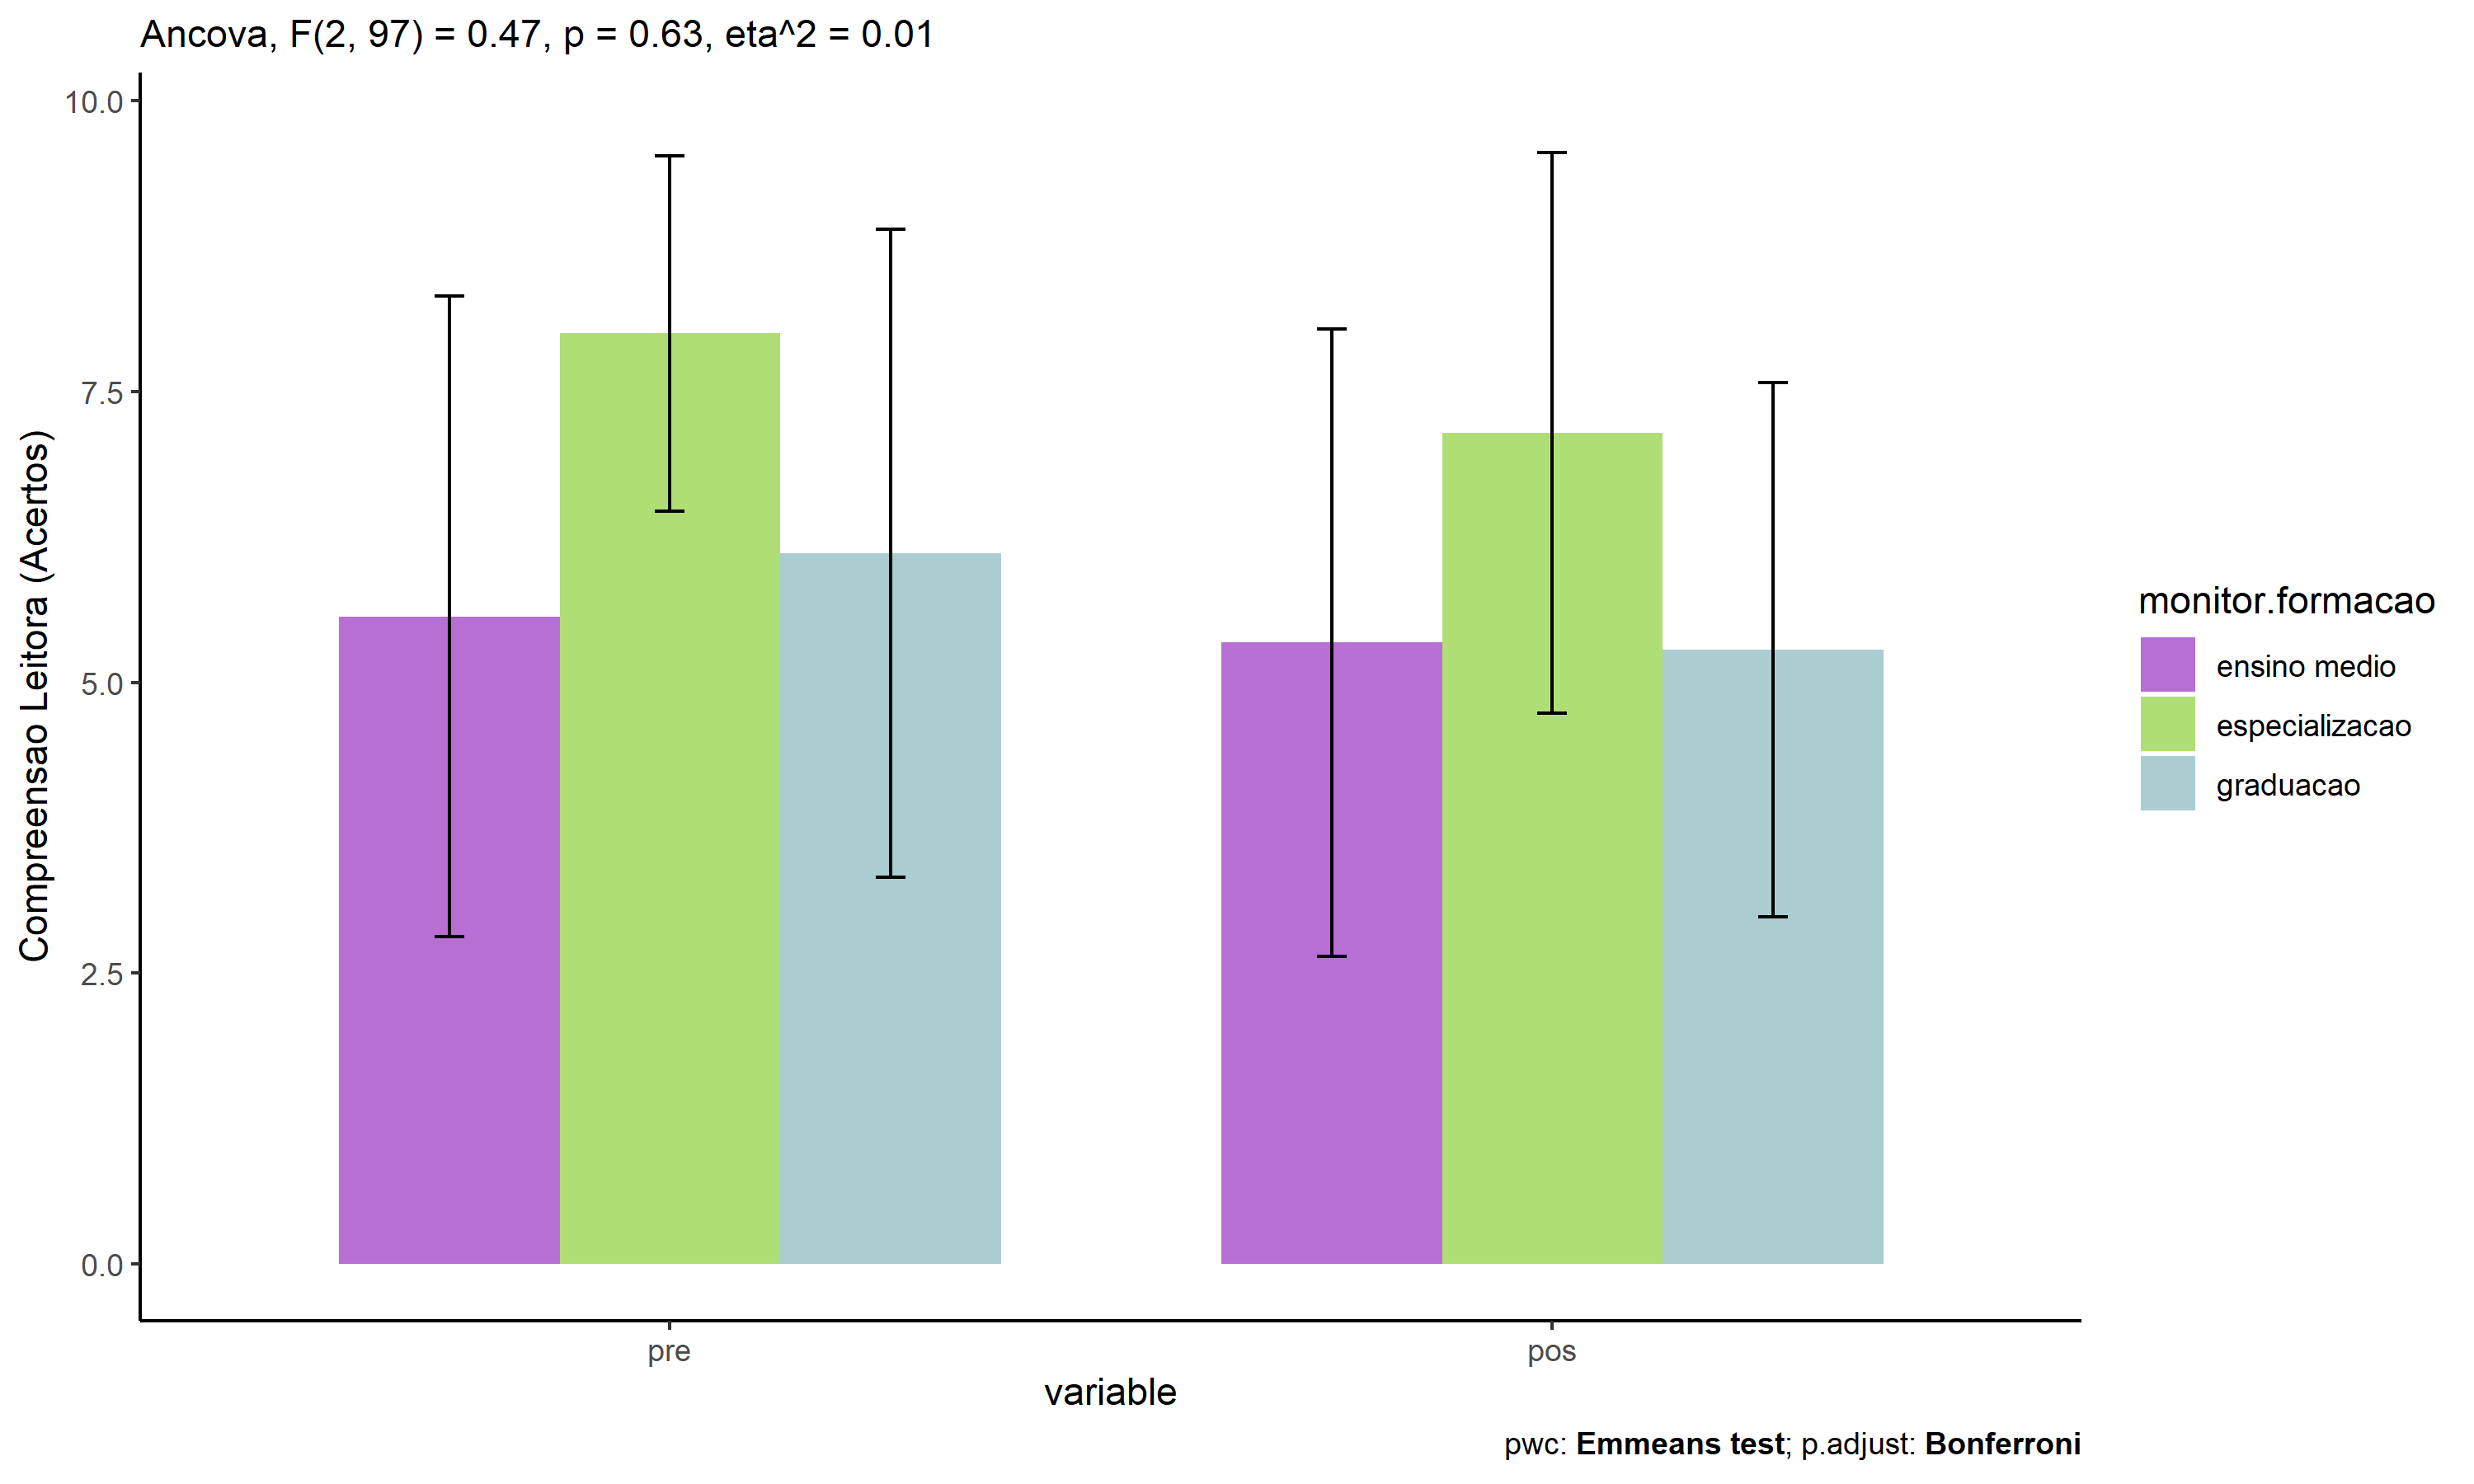 Ancova, F(2, 97) = 0.47, p = 0.63, eta^2 = 0.01
Compreensao Leitora (Acertos)
10.0
7.5
5.0
2.5
0.0
pre
pos
variable
monitor.formacao
ensino medio
especializacao
graduacao
pwc: Emmeans test; p.adjust: Bonferroni